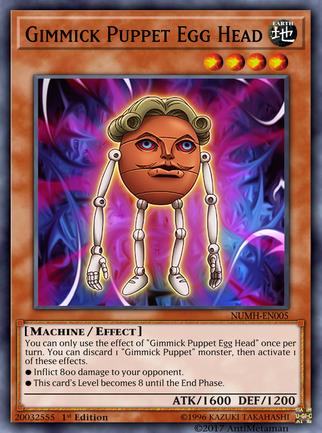 Gimmick Puppet Egg Head
EARTH
地
NUMH-EN005
[Machine / Effect]
You can only use the effect of "Gimmick Puppet Egg Head" once per
turn. You can discard 1 "Gimmick Puppet" monster, then activate 1
of these effects.
● Inflict 800 damage to your opponent.
● This card's Level becomes 8 until the End Phase.
ATK/1600 DEF/1200
20032555 1st Edition ©1996 KAZUKI TAKAHASHI
©2017 AntiMetaman